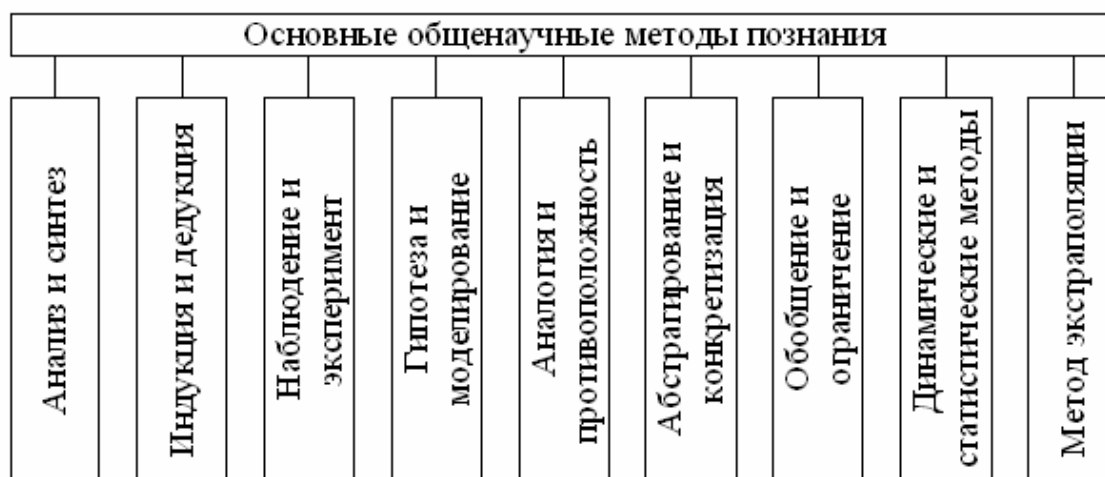 Основные общенаучные методы познания
Анализ и синтез
Индукция и дедукция
Наблюдение и
эксперимент
Гипотеза и
моделирование
Аналогия и
противоположность
Абстрагирование и
конкретизация
Обобщение и
ограничение
Динамические и
статистические методы
Метод экстраполяции